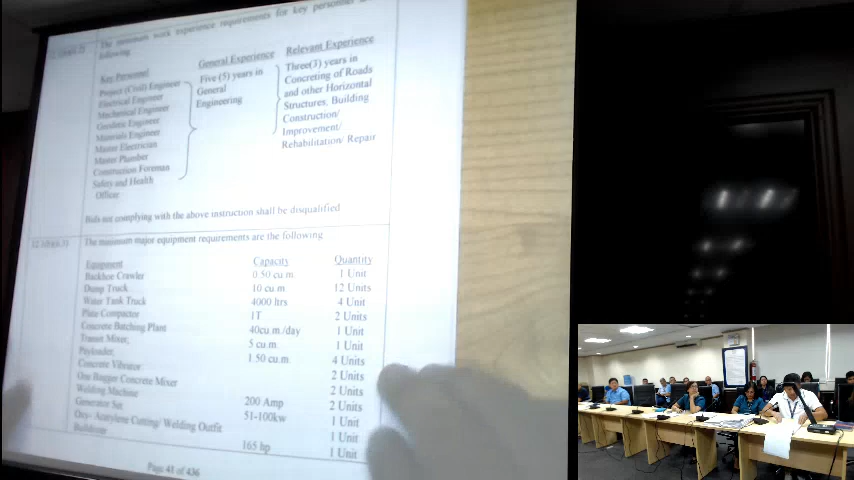 The minimum work experience requirements for key personnel
following
Key Personnel General Experience Relevant Experience
Project (Civil) Engineer
Electrical Engineer
Mechanical Engineer
Geodetic Engineer
Materials Engineer
Master Electrician
Master Plumber
Construction Foreman
Safety and Health
Officer
Five (5) years in
General
Engineering
Three(3) years in
Concreting of Roads
and other Horizontal
Structures, Building
Construction/
Improvement/
Rehabilitation/ Repair
Bids not complying with the above instruction shall be disqualified
The minimum major equipment requirements are the following
Equipment Capacity Quantity
Backhoe Crawler 0.50 cu.m 1 Unit
Dump Truck 10 cu.m 12 Units
Water Tank Truck 4000 ltrs 4 Unit
Plate Compactor 1T 2 Units
Concrete Batching Plant 40cu.m./day 1 Unit
Transit Mixer, 5 cu.m. 1 Unit
Payloader, 1.50 cu.m. 4 Units
Concrete Vibrator 2 Units
One Bagger Concrete Mixer 2 Units
Welding Machine 200 Amp 2 Units
Generator Set 51-100kw 1 Unit
Oxy- Acetylene Cutting/ Welding Outfit 1 Unit
Bulldozer 165 hp 1 Unit
Page 41 of 436